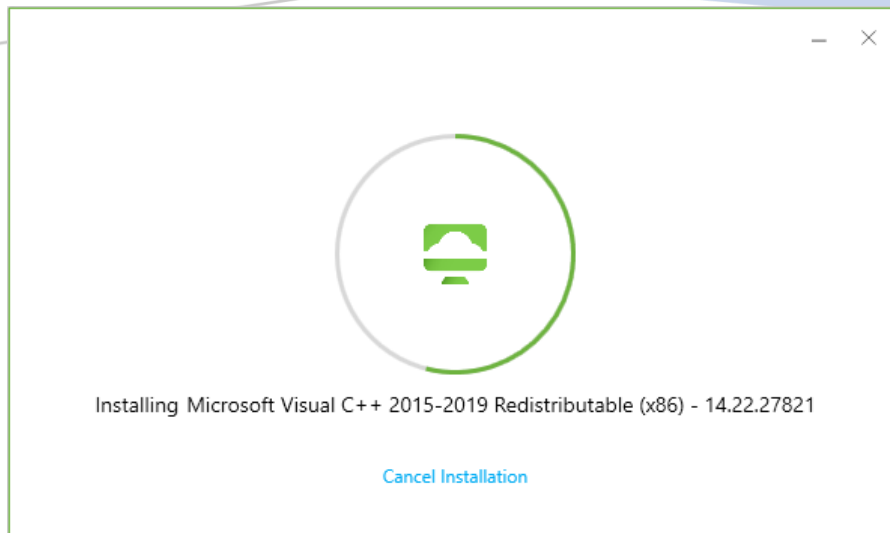 Installing Microsoft Visual C++ 2015-2019 Redistributable (x86) - 14.22.27821
Cancel Installation